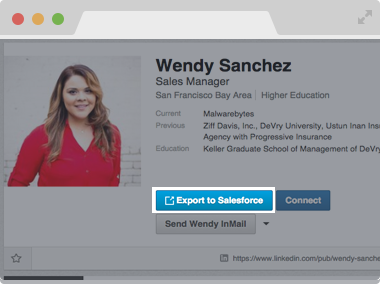 Wendy Sanchez
Sales Manager
San Francisco Bay Area | Higher Education
Current Malwarebytes
Previous Ziff Davis, Inc., DeVry University, Ustun Inan
Agency with Progressive Insurance
Education Keller Graduate School of Management of DeVry
Export to Salesforce
Connect
Send Wendy InMail
https://www.linkedin.com/pub/wendy-sanche